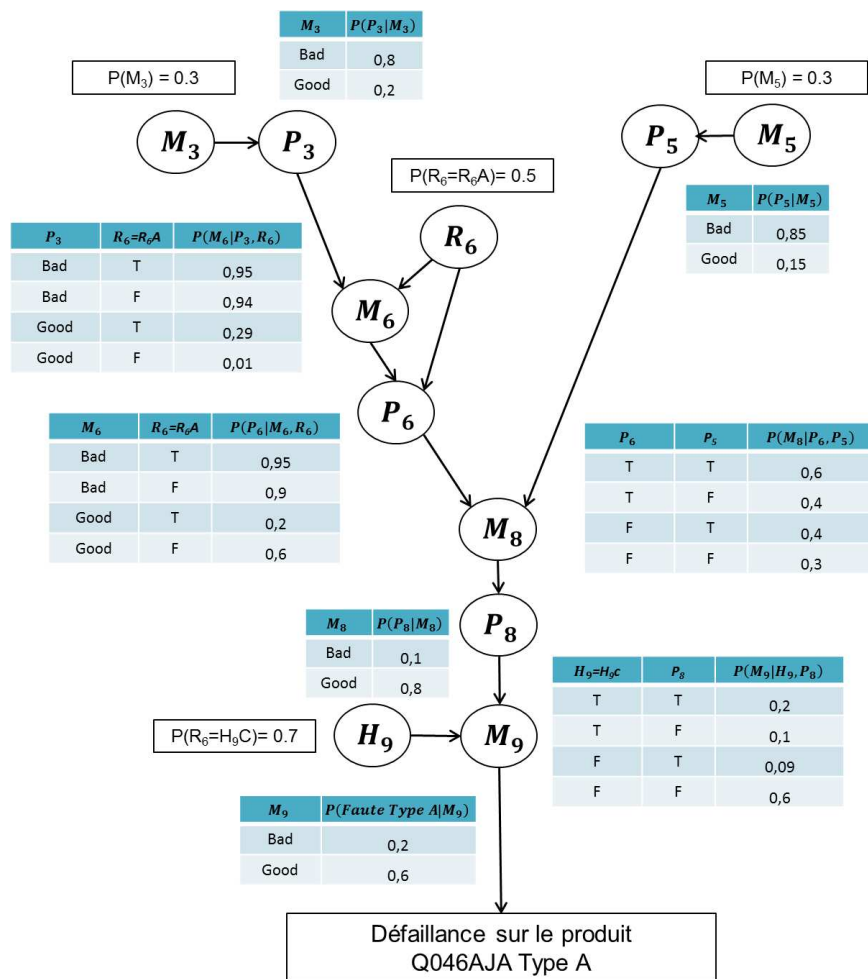 M₃ P(P₃|M₃)
Bad 0,8
Good 0,2
P(M₃) = 0.3
P(M₅) = 0.3
M₃
P₃
P₅
M₅
P(R₆=R₆A)= 0.5
M₅ P(P₅|M₅)
Bad 0,85
Good 0,15
P₃ R₆=R₆A P(M₆|P₃,R₆)
Bad T 0,95
Bad F 0,94
Good T 0,29
Good F 0,01
R₆
M₆
P₆
M₆ R₆=R₆A P(P₆|M₆,R₆)
Bad T 0,95
Bad F 0,9
Good T 0,2
Good F 0,6
P₆ P₅ P(M₈|P₆,P₅)
T T 0,6
T F 0,4
F T 0,4
F F 0,3
M₈
P₈
M₈ P(P₈|M₈)
Bad 0,1
Good 0,8
H₉=H₉c P₈ P(M₉|H₉,P₈)
T T 0,2
T F 0,1
F T 0,09
F F 0,6
P(R₆=H₉C)= 0.7
H₉
M₉
M₉ P(Faute Type A|M₉)
Bad 0,2
Good 0,6
Défaillance sur le produit
Q046AJA Type A